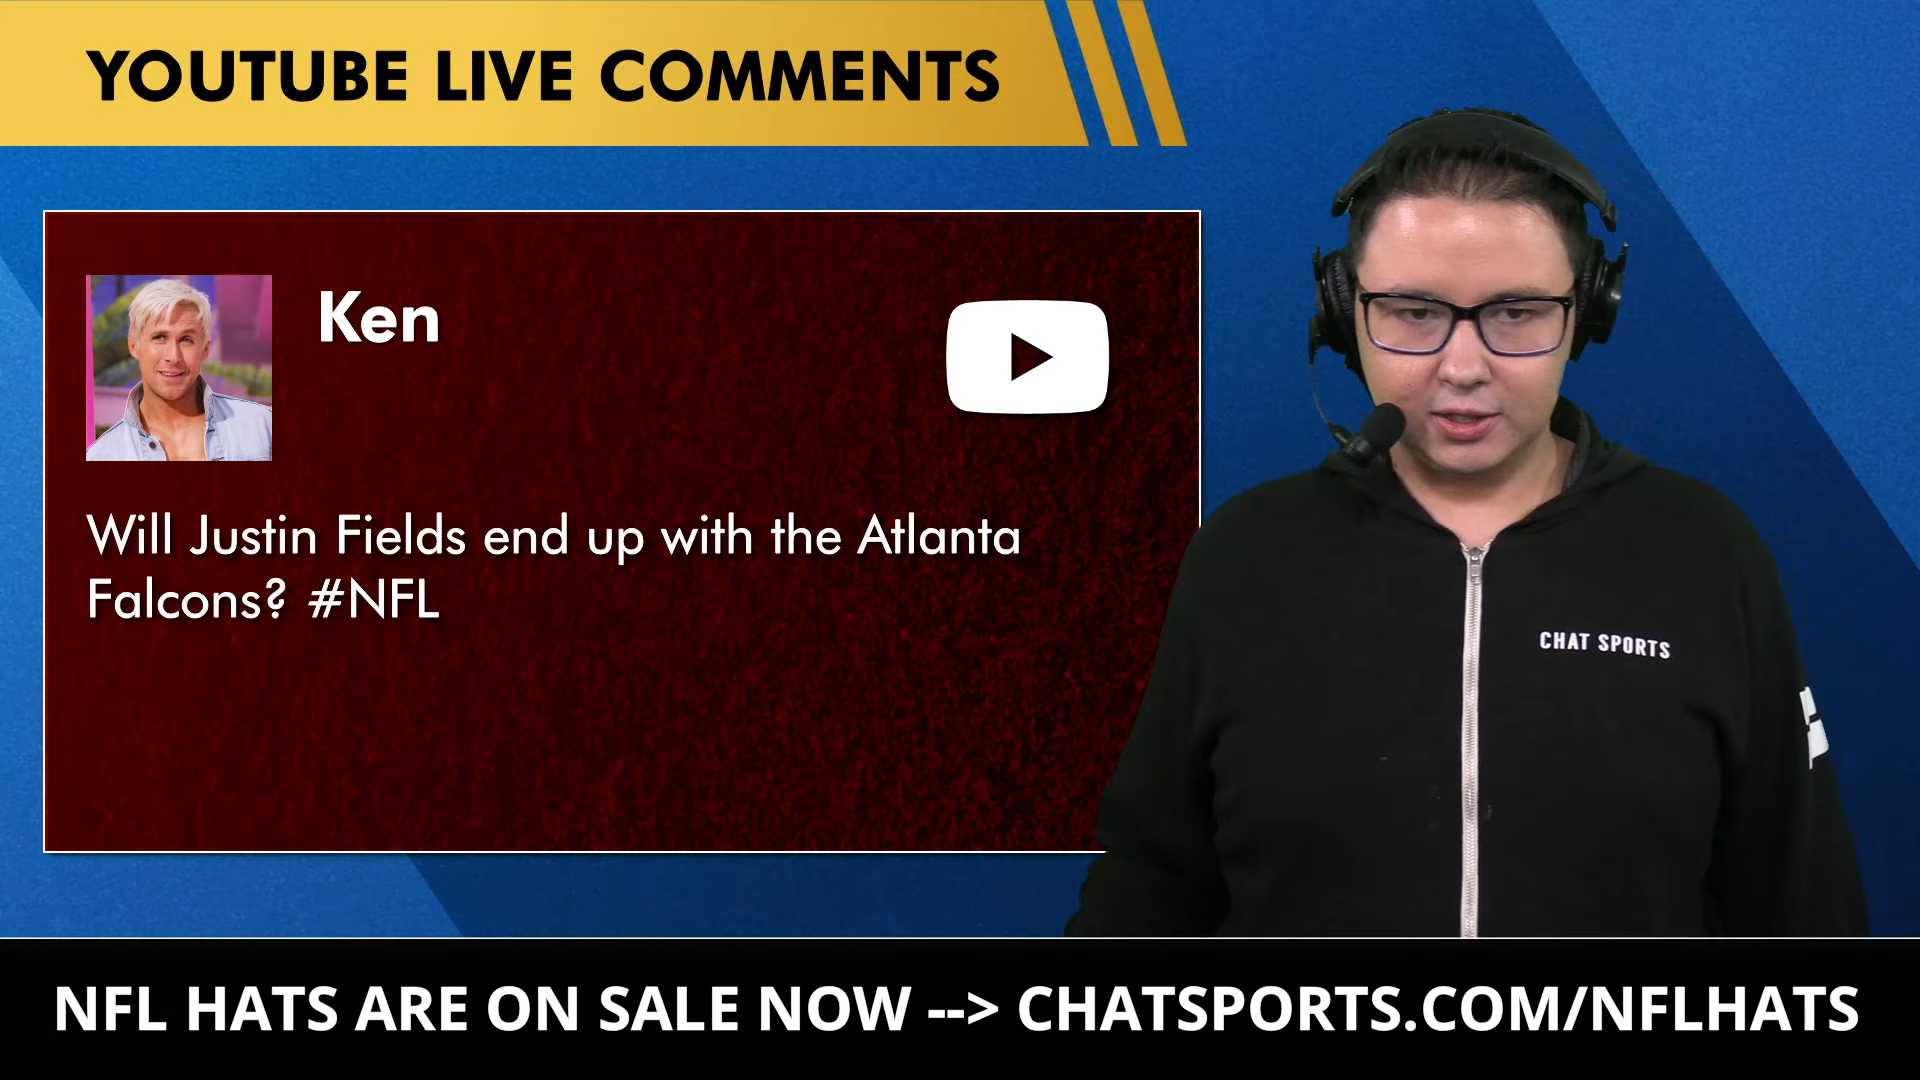 YOUTUBE LIVE COMMENTS
Ken
Will Justin Fields end up with the Atlanta
Falcons? #NFL
CHAT SPORTS
NFL HATS ARE ON SALE NOW --> CHATSPORTS.COM/NFLHATS